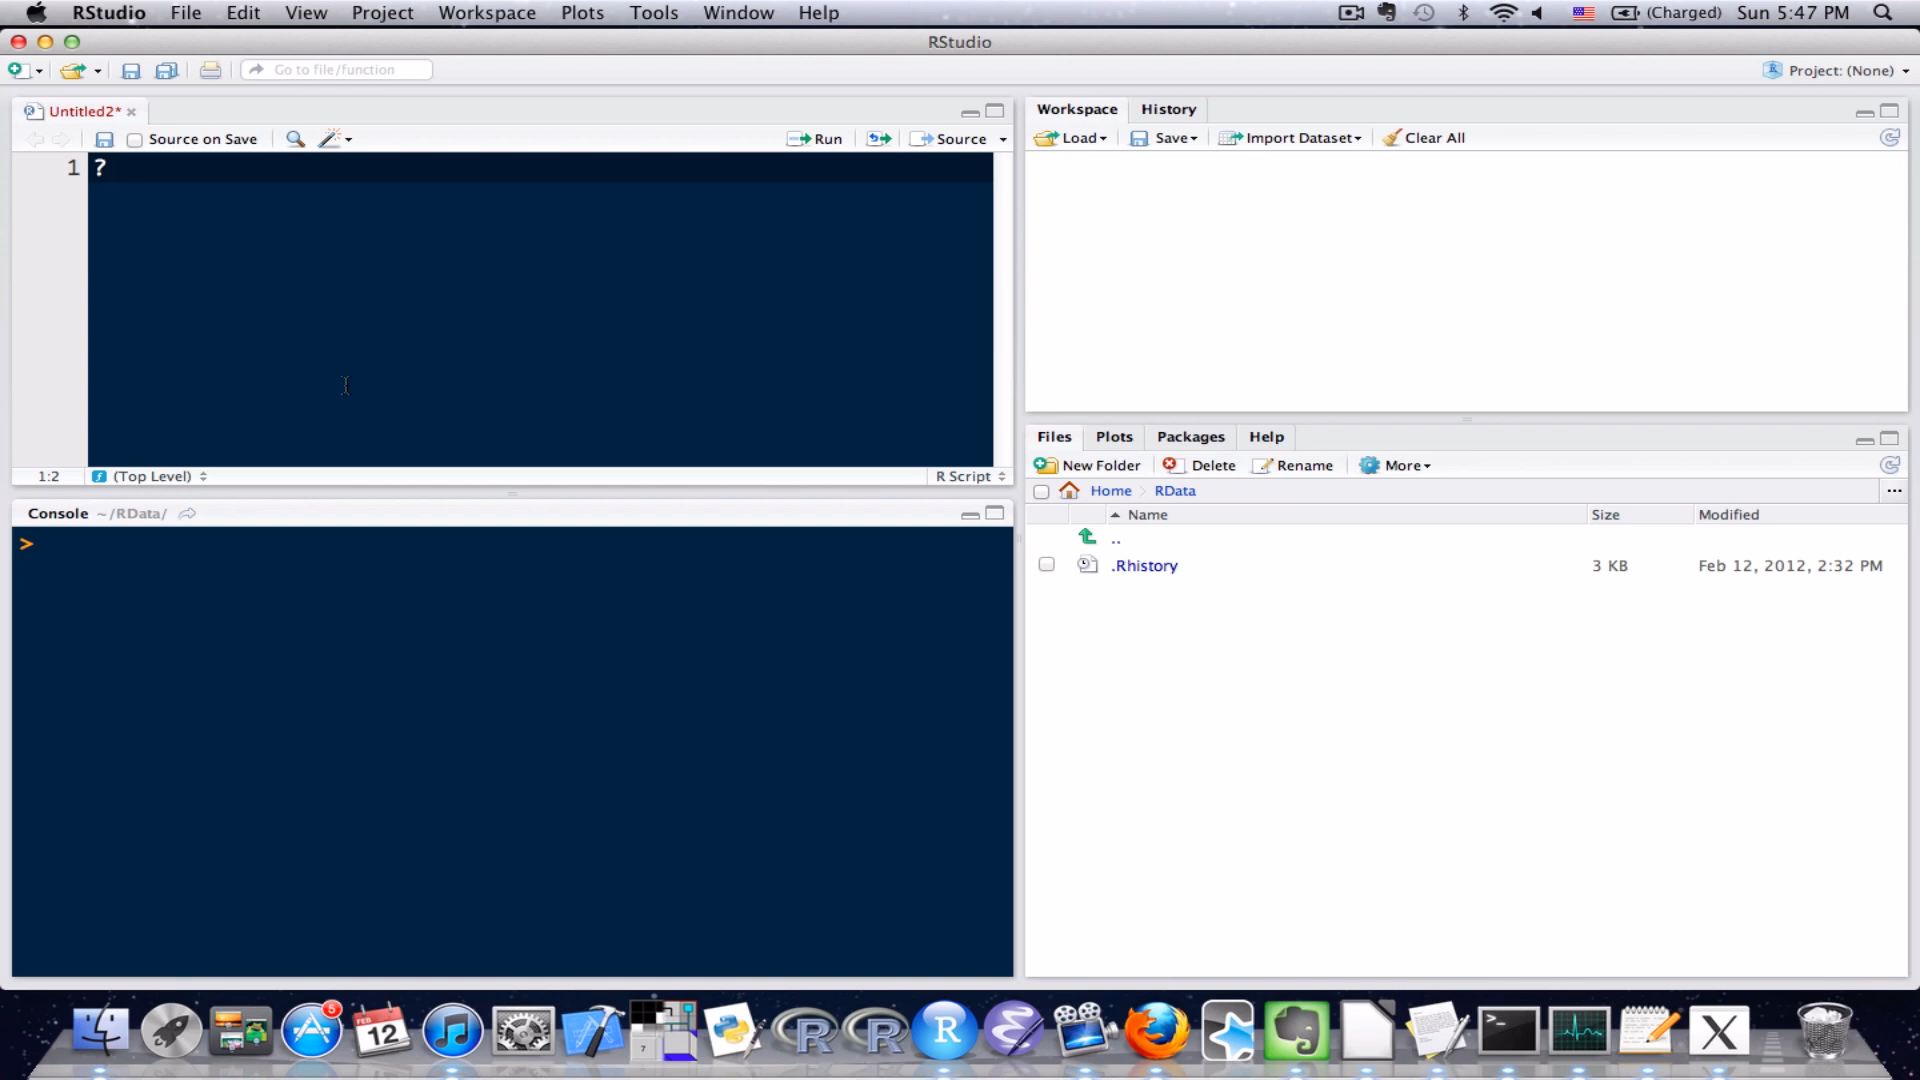 RStudio File Edit View Project Workspace Plots Tools Window Help (Charged) Sun 5:47 PM
RStudio
Go to file/function Project: (None)
Untitled2* Workspace History
Source on Save Run Source Load Save Import Dataset Clear All
1 ?
1:2 (Top Level) R Script
Files Plots Packages Help
New Folder Delete Rename More
Home RData ...
Console ~/RData/ Name Size Modified
> ..
.Rhistory 3 KB Feb 12, 2012, 2:32 PM
5
FEB
12
7
R R R >_ X